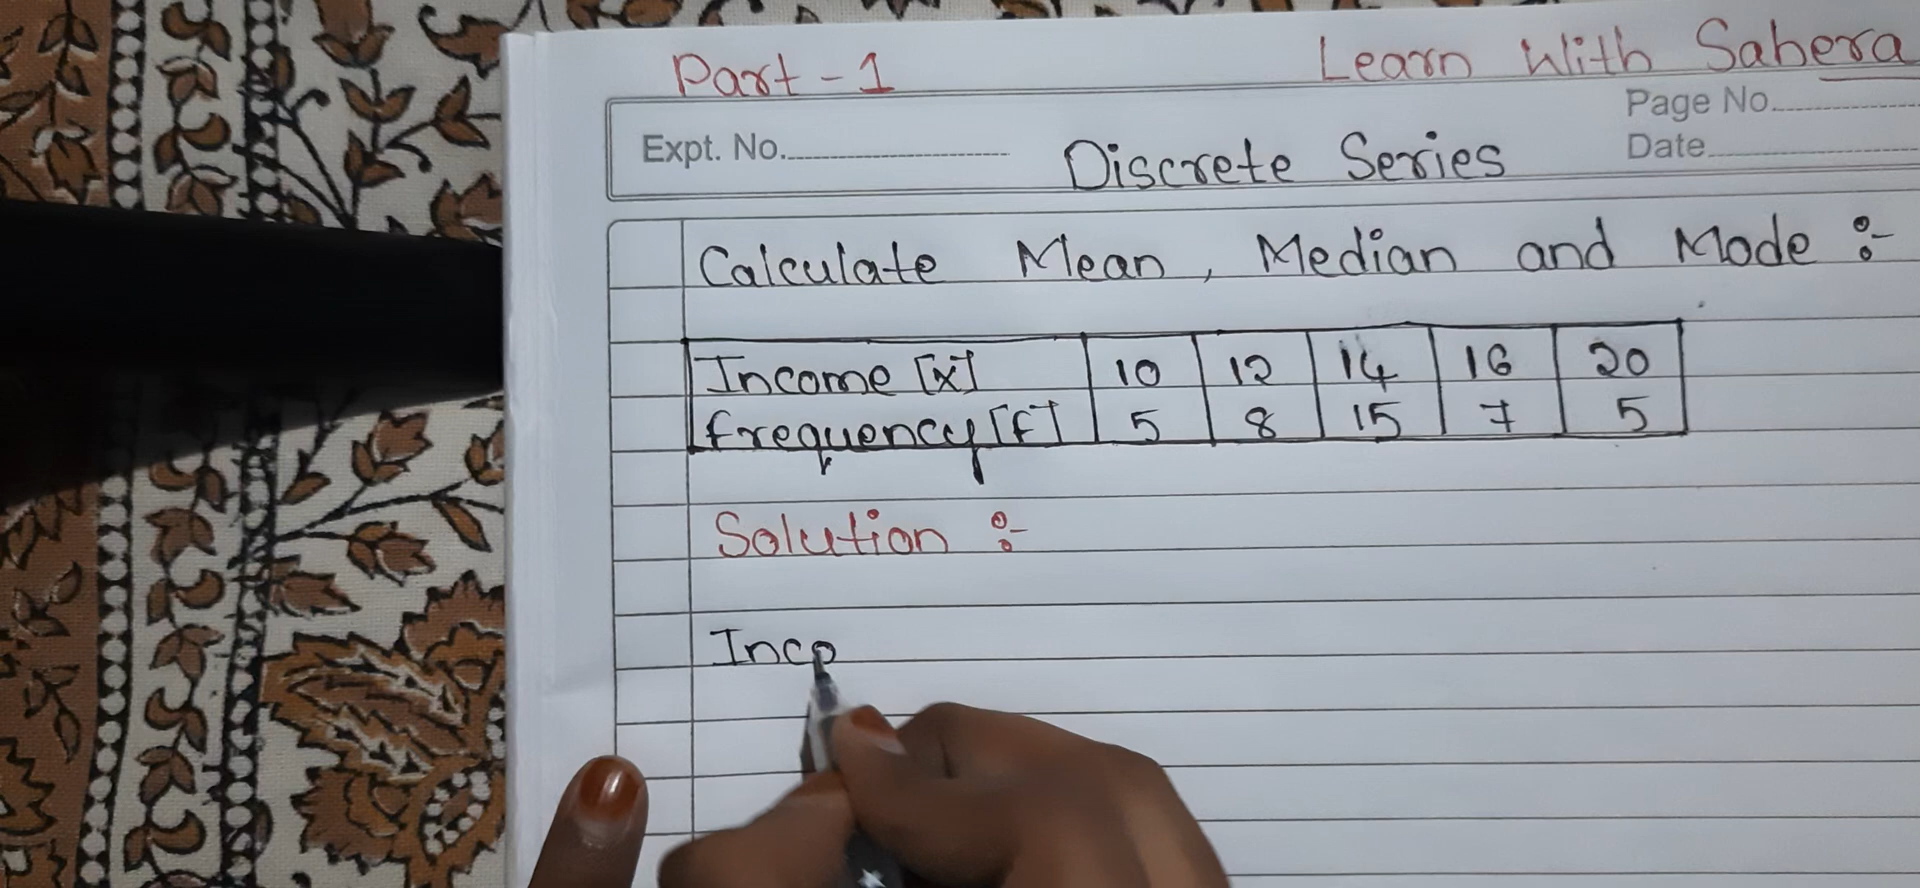 Part - 1 Learn With Sahera
Expt. No. Page No.
Discrete Series Date
Calculate Mean, Median and Mode :-
Income [x] 10 12 14 16 20
frequency [f] 5 8 15 7 5
Solution :-
Inco